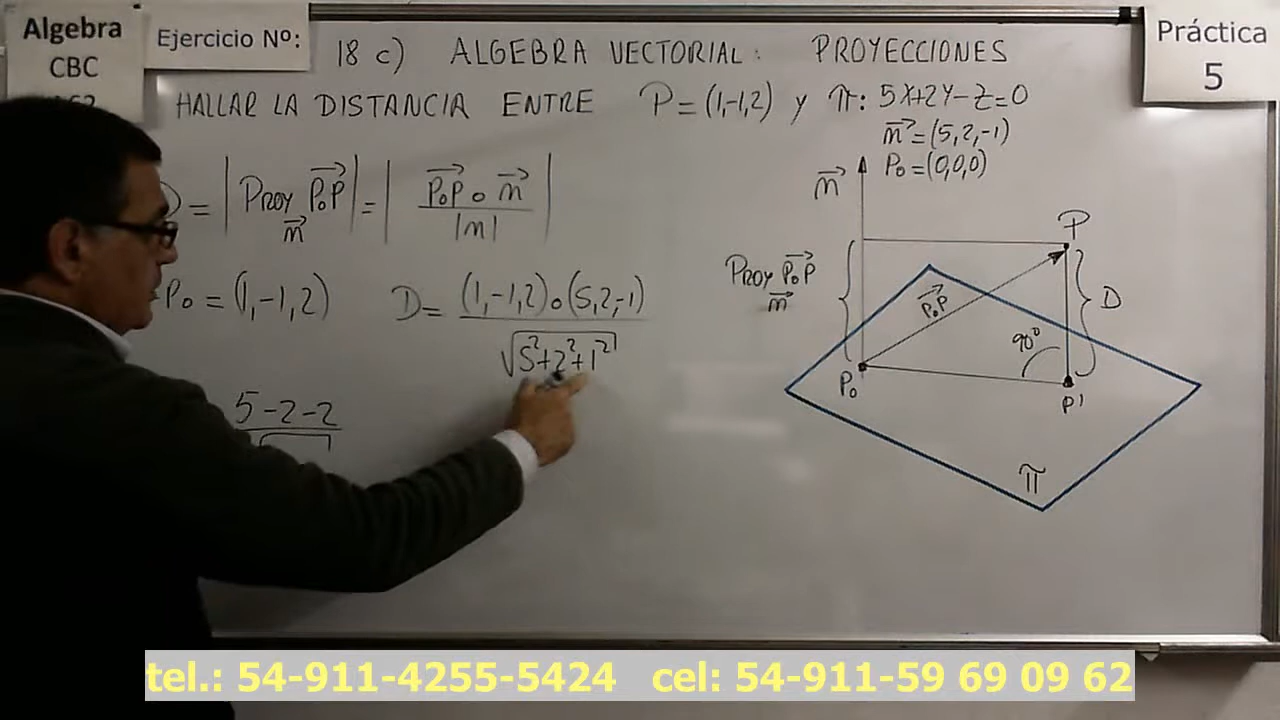 Algebra
CBC
Ejercicio Nº:
18 c) ALGEBRA VECTORIAL: PROYECCIONES
Práctica
5
HALLAR LA DISTANCIA ENTRE P=(1,-1,2) y π: 5X+2Y-Z=0
n→=(5,2,-1)
P₀=(0,0,0)
D = | Proy n→ P₀P→ | = | P₀P→ ∘ n→ / |n| |
P₀ = (1,-1,2)
D = (1,-1,2)∘(5,2,-1) / √5²+2²+1²
5-2-2 / √
n→
P
Proy n→ P₀P→
P₀P→
D
90°
P₀
P'
π
tel.: 54-911-4255-5424 cel: 54-911-59 69 09 62